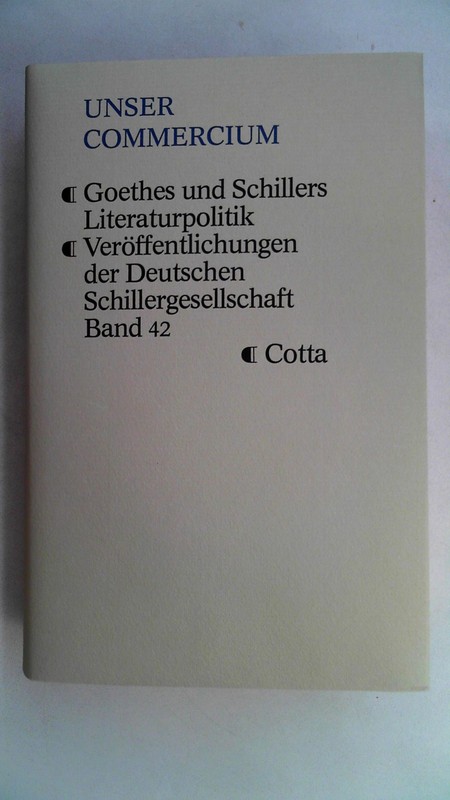 UNSER
COMMERCIUM
¶ Goethes und Schillers
Literaturpolitik
¶ Veröffentlichungen
der Deutschen
Schillergesellschaft
Band 42
¶ Cotta